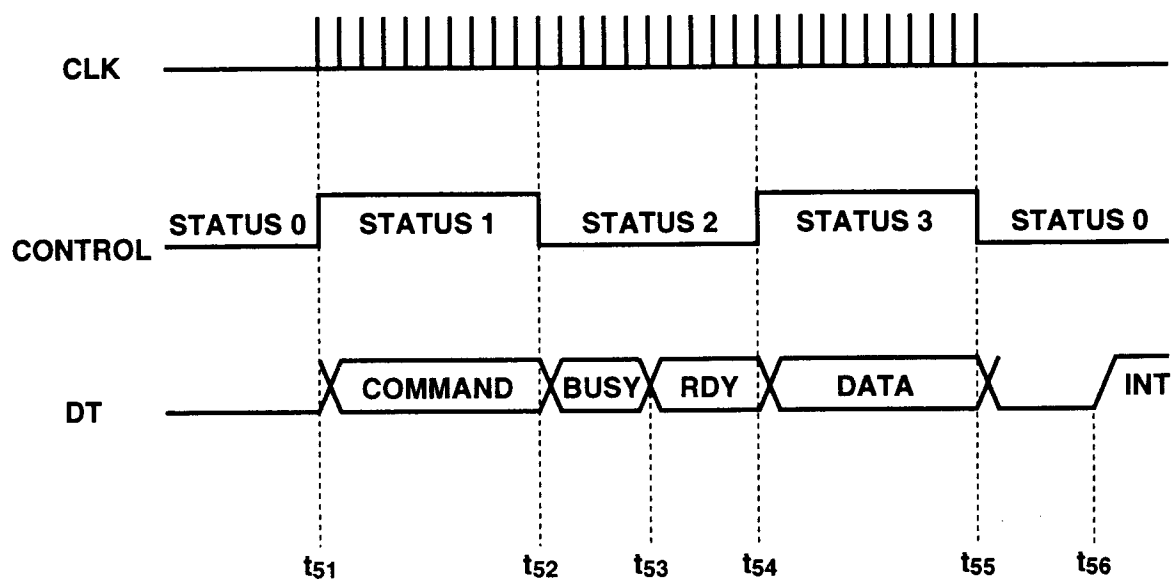 CLK
STATUS 0 STATUS 1 STATUS 2 STATUS 3 STATUS 0
CONTROL
COMMAND BUSY RDY DATA INT
DT
t51 t52 t53 t54 t55 t56